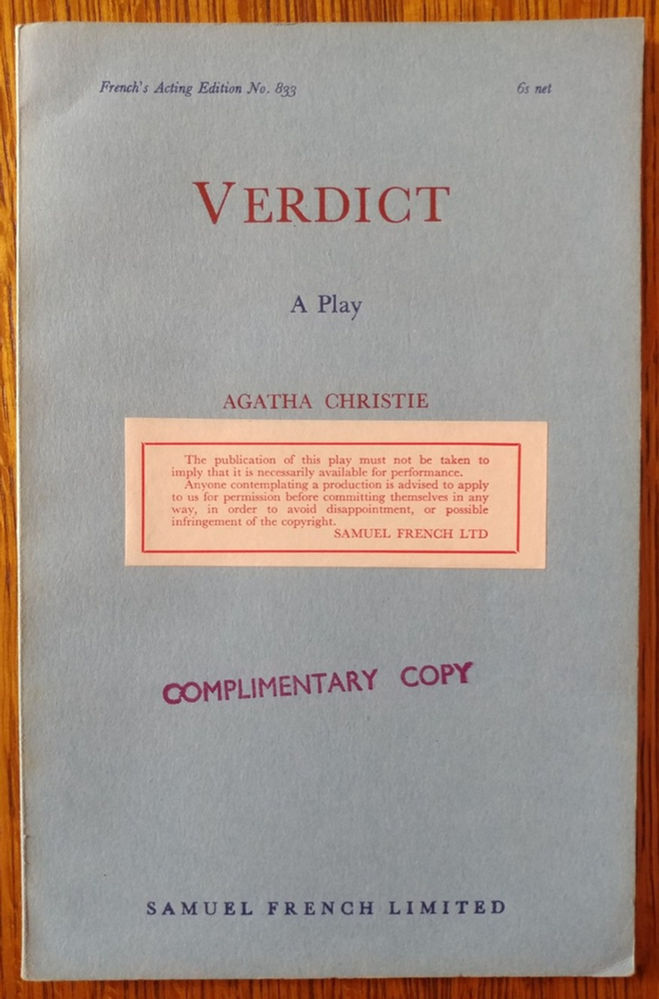 French's Acting Edition No. 833 6s net
VERDICT
A Play
AGATHA CHRISTIE
The publication of this play must not be taken to
imply that it is necessarily available for performance.
Anyone contemplating a production is advised to apply
to us for permission before committing themselves in any
way, in order to avoid disappointment, or possible
infringement of the copyright.
SAMUEL FRENCH LTD
COMPLIMENTARY COPY
SAMUEL FRENCH LIMITED